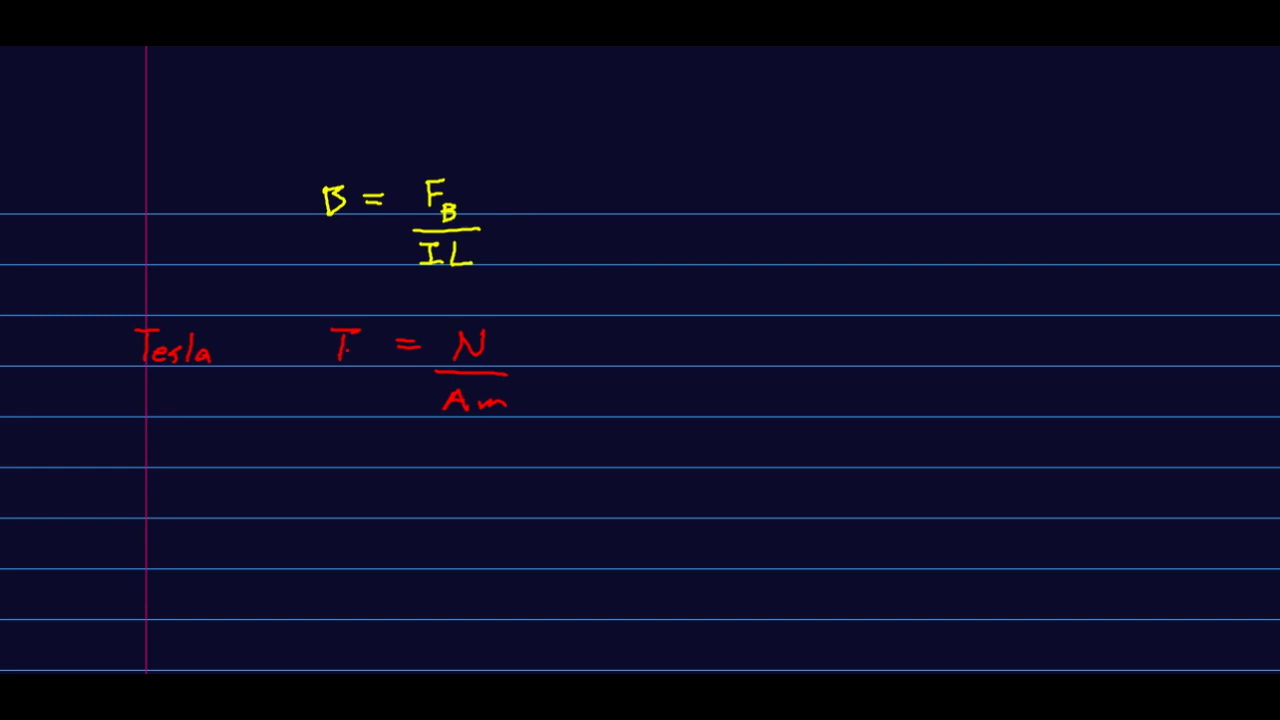 B = F_B
IL
Tesla T = N
Am